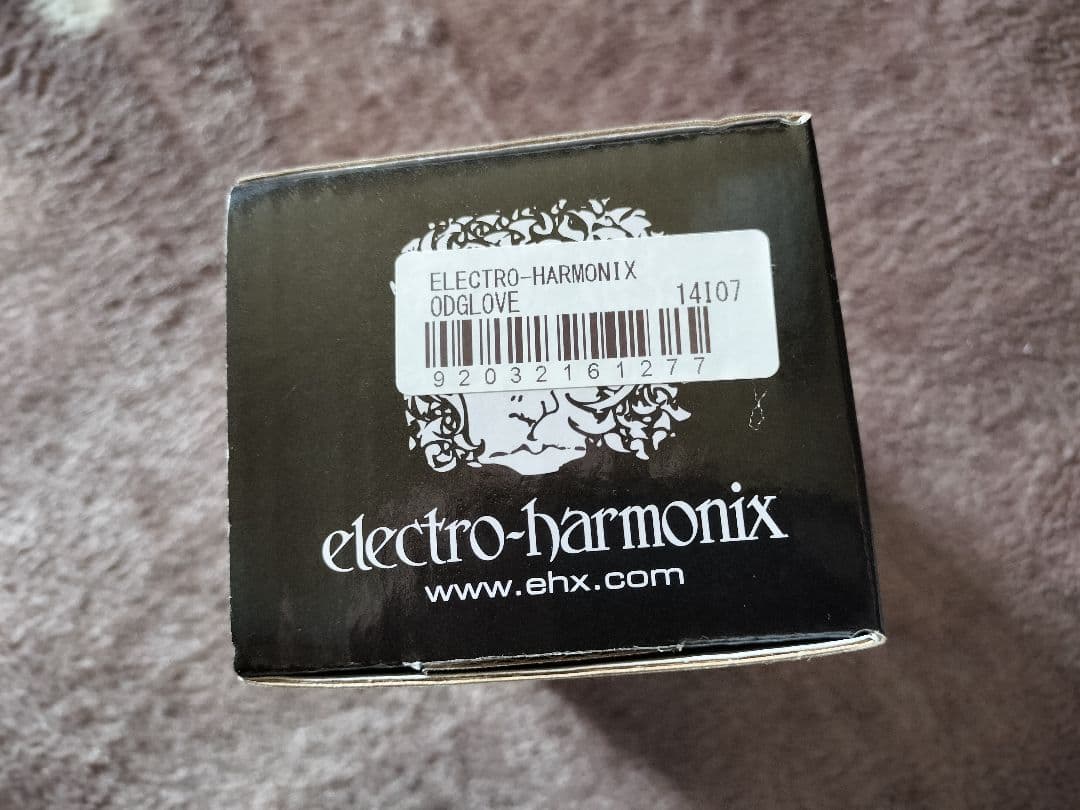 ELECTRO-HARMONIX
ODGLOVE 14I07
92032161277
electro-harmonix
www.ehx.com